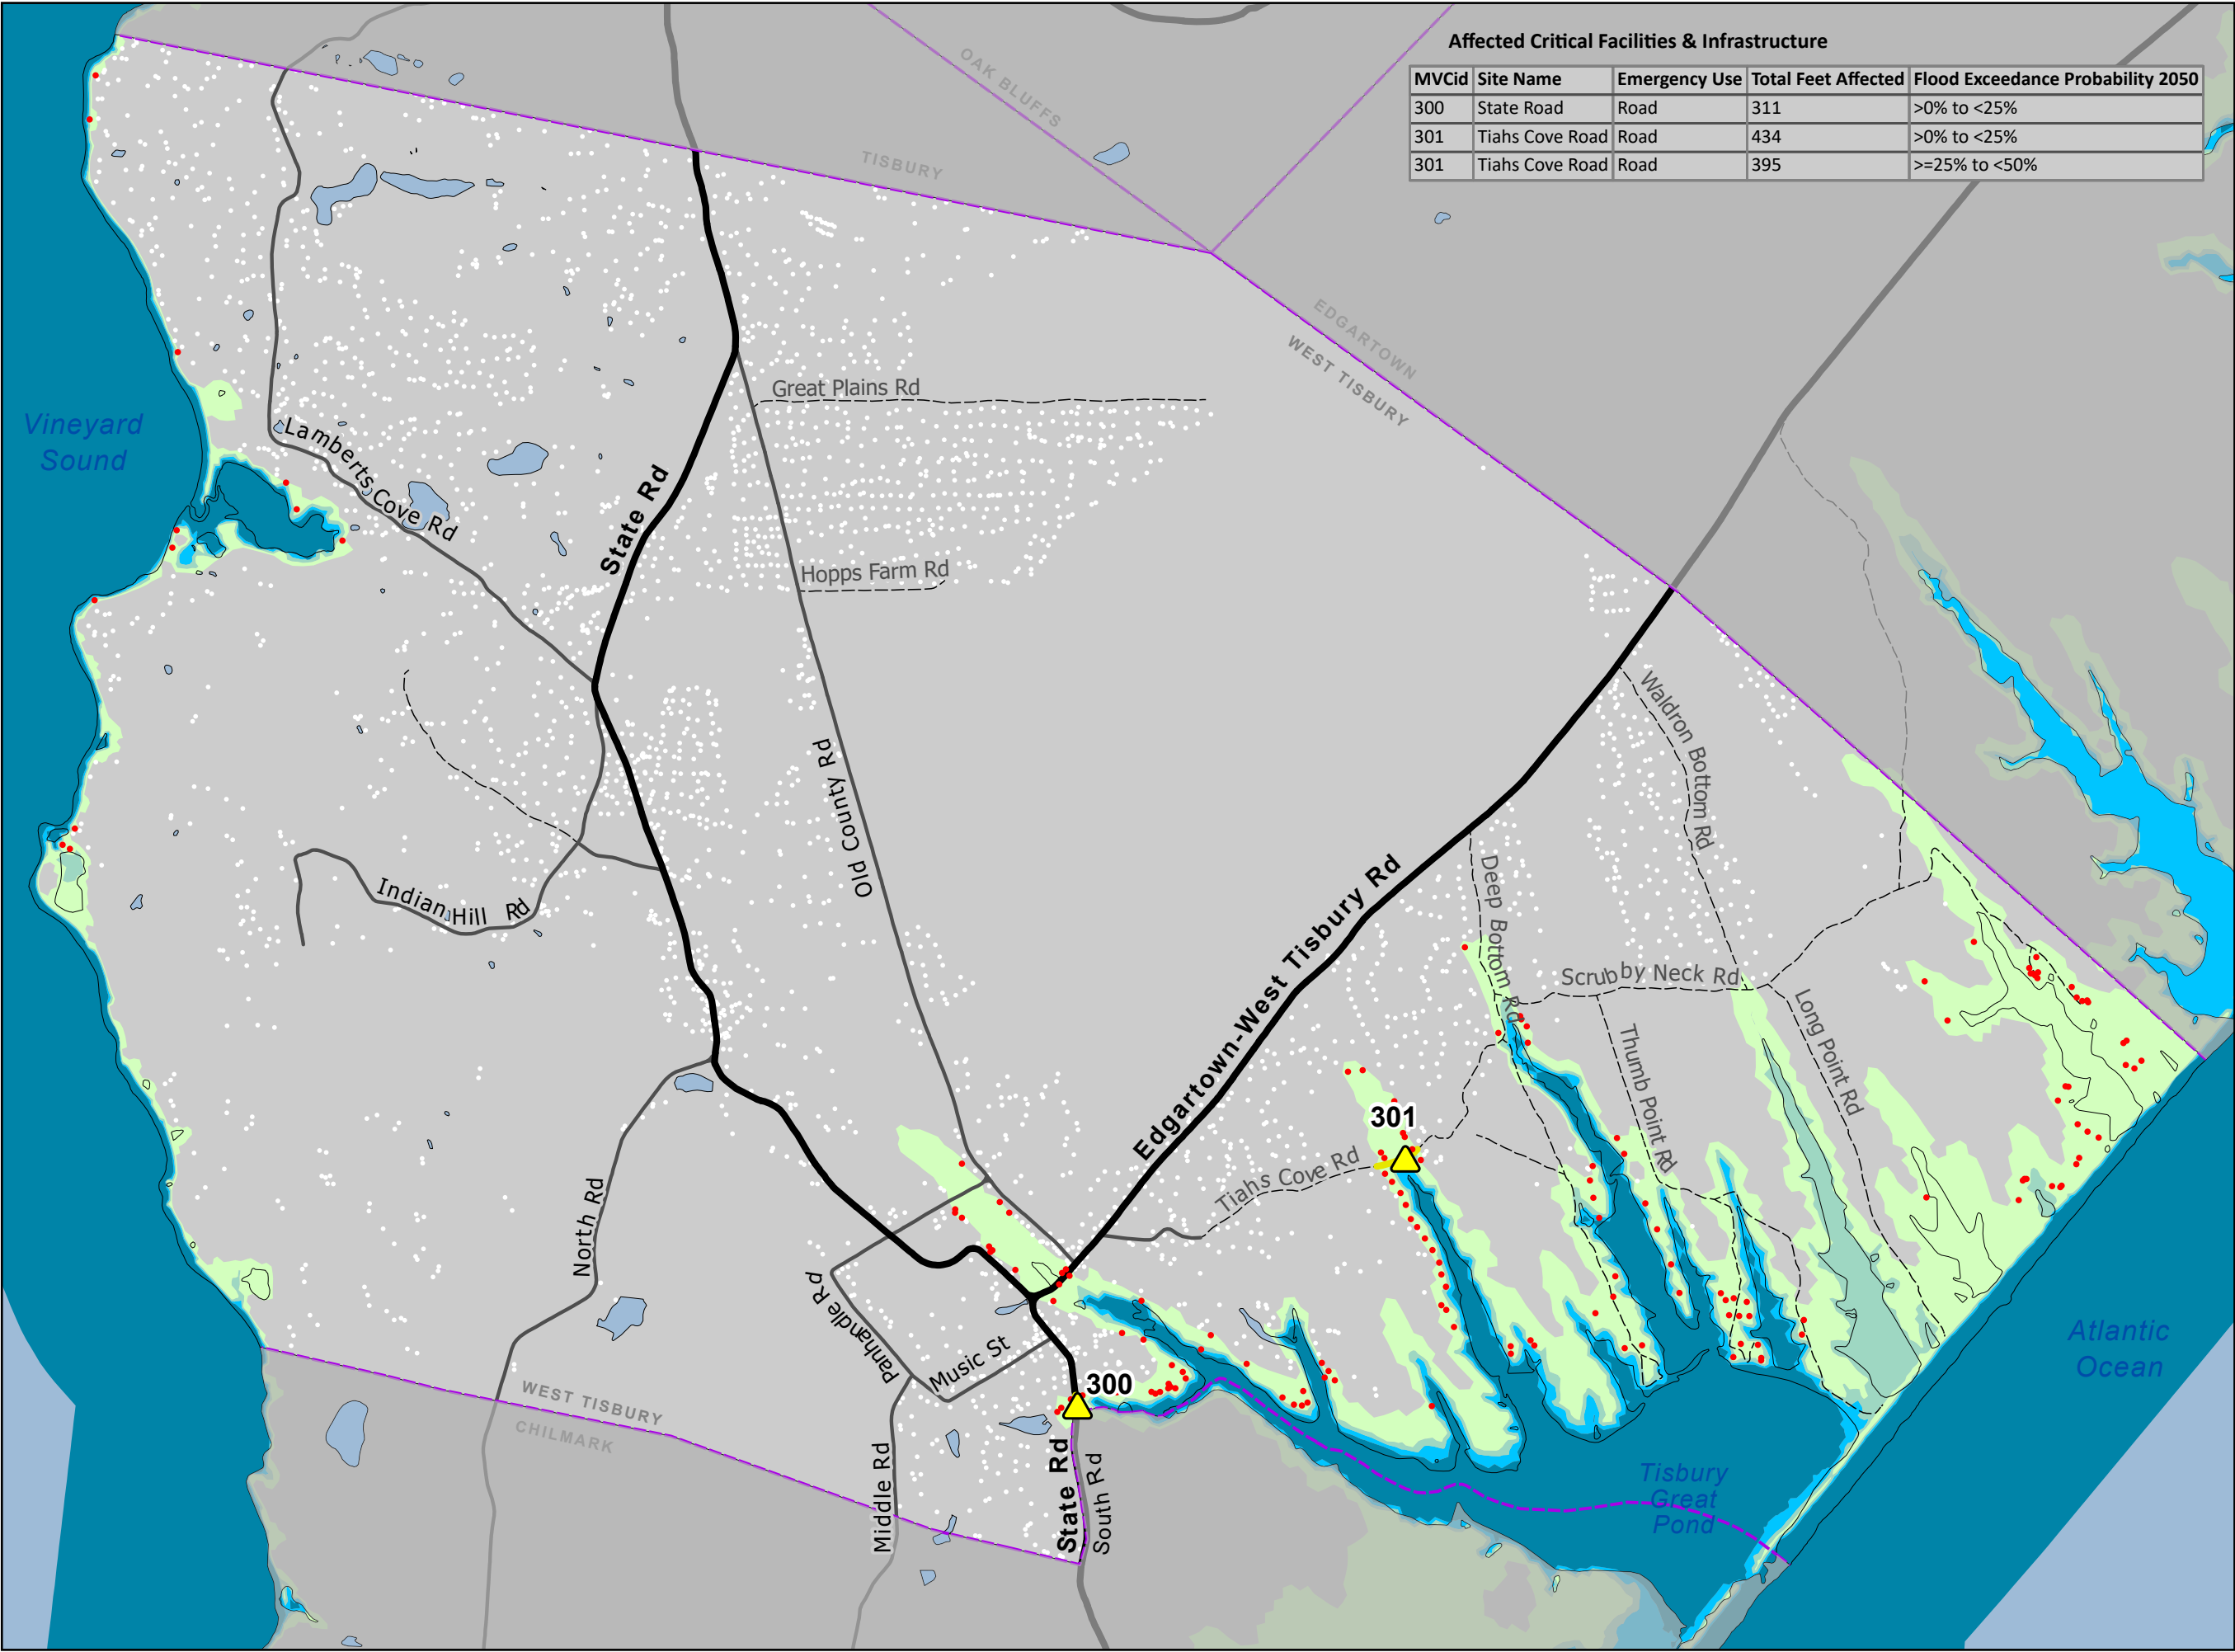 Affected Critical Facilities & Infrastructure
MVCid Site Name Emergency Use Total Feet Affected Flood Exceedance Probability 2050
300 State Road Road 311 >0% to <25%
301 Tiahs Cove Road Road 434 >0% to <25%
301 Tiahs Cove Road Road 395 >=25% to <50%
OAK BLUFFS
TISBURY
EDGARTOWN
WEST TISBURY
Great Plains Rd
Vineyard
Sound
Lamberts Cove Rd
State Rd
Hopps Farm Rd
Waldron Bottom Rd
Old County Rd
Indian Hill Rd
Edgartown-West Tisbury Rd
Deep Bottom Rd
Scrubby Neck Rd
Long Point Rd
Thumb Point Rd
301
Tiahs Cove Rd
North Rd
Panhandle Rd
Music St
300
WEST TISBURY
CHILMARK
Middle Rd
State Rd
South Rd
Atlantic
Ocean
Tisbury
Great
Pond